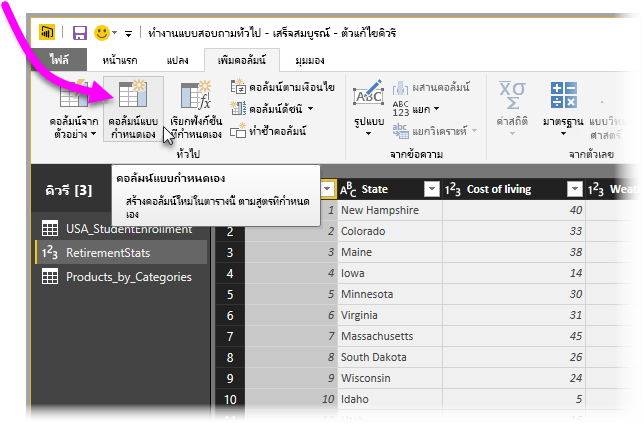 ทำงานแบบสอบถามทั่วไป - เสร็จสมบูรณ์ - ตัวแก้ไขคิวรี
ไฟล์ หน้าแรก แปลง เพิ่มคอลัมน์ มุมมอง
คอลัมน์จากตัวอย่าง
คอลัมน์แบบกำหนดเอง
เรียกฟังก์ชันที่กำหนดเอง
คอลัมน์ตามเงื่อนไข
คอลัมน์ดัชนี
ทำซ้ำคอลัมน์
ทั่วไป
ABC
รูปแบบ
ผสานคอลัมน์
ABC
123
แยก
abc
แยกวิเคราะห์
จากข้อความ
XΣ
ค่าสถิติ
มาตรฐาน
จากตัวเลข
คอลัมน์แบบกำหนดเอง
สร้างคอลัมน์ใหม่ในตารางนี้ ตามสูตรที่กำหนด
เอง
คิวรี [3]
USA_StudentEnrollment
123 RetirementStats
Products_by_Categories
ABC State 123 Cost of living 123
1 New Hampshire 40
2 2 Colorado 33
3 3 Maine 38
4 4 Iowa 14
5 5 Minnesota 30
6 6 Virginia 31
7 7 Massachusetts 45
8 8 South Dakota 26
9 9 Wisconsin 24
10 10 Idaho 5